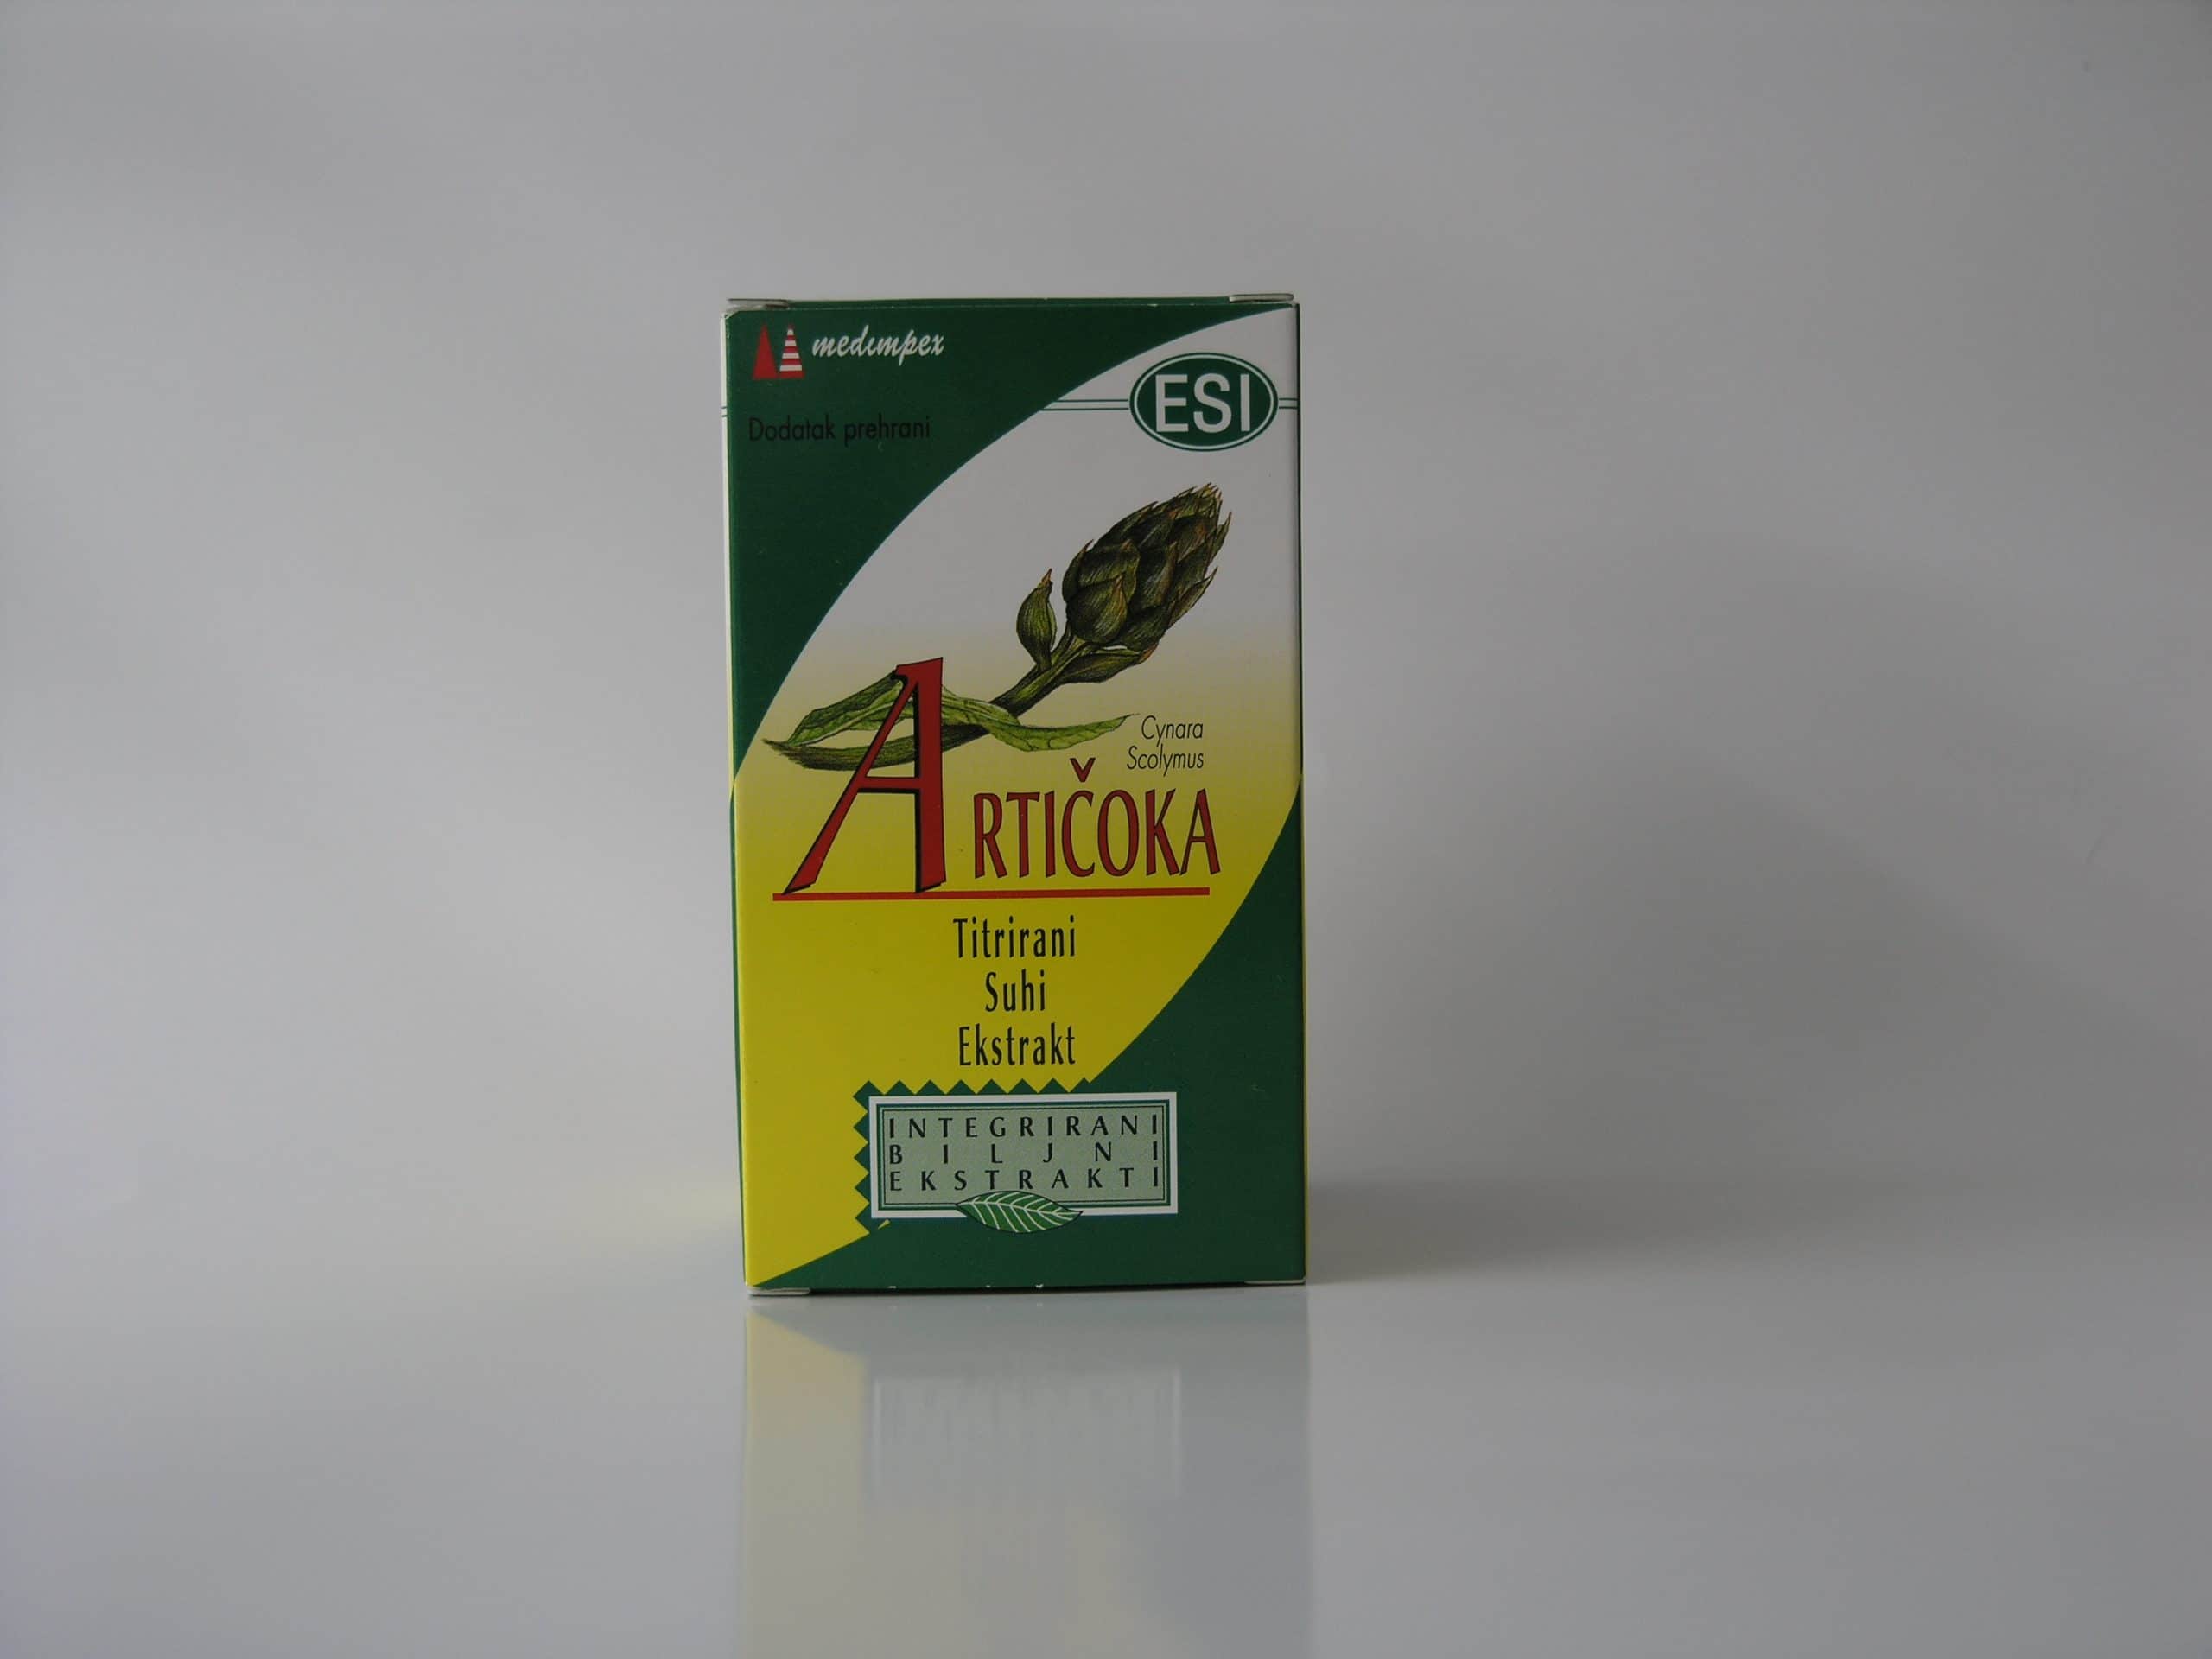 medimpex
ESI
Dodatak prehrani
Cynara
Scolymus
ARTIČOKA
Titrirani
Suhi
Ekstrakt
INTEGRIRANI
BILJNI
EKSTRAKTI